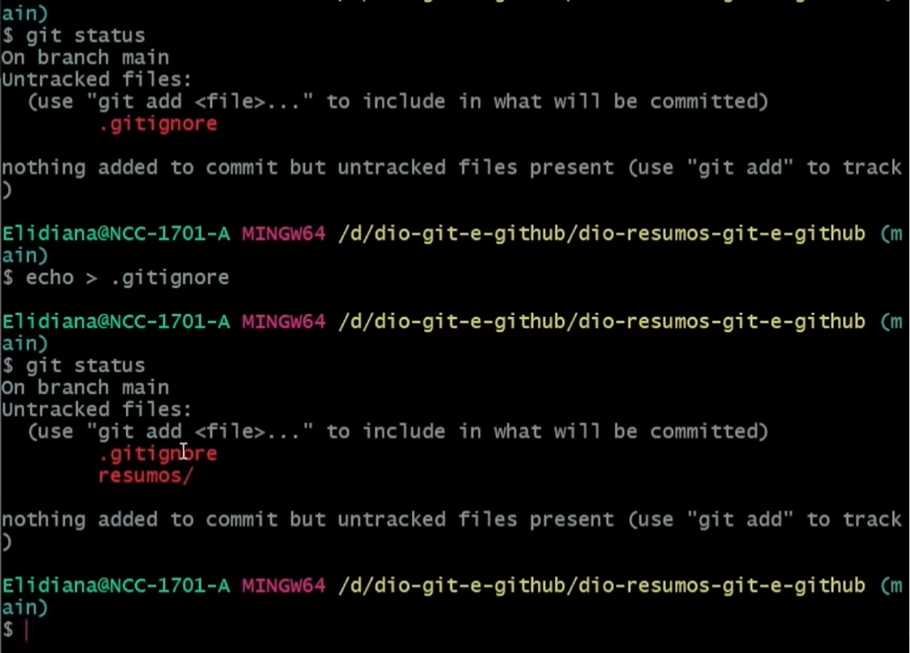 ain)
$ git status
On branch main
Untracked files:
  (use "git add <file>..." to include in what will be committed)
        .gitignore
nothing added to commit but untracked files present (use "git add" to track
)
Elidiana@NCC-1701-A MINGW64 /d/dio-git-e-github/dio-resumos-git-e-github (m
ain)
$ echo > .gitignore
Elidiana@NCC-1701-A MINGW64 /d/dio-git-e-github/dio-resumos-git-e-github (m
ain)
$ git status
On branch main
Untracked files:
  (use "git add <file>..." to include in what will be committed)
        .gitignore
        resumos/
nothing added to commit but untracked files present (use "git add" to track
)
Elidiana@NCC-1701-A MINGW64 /d/dio-git-e-github/dio-resumos-git-e-github (m
ain)
$